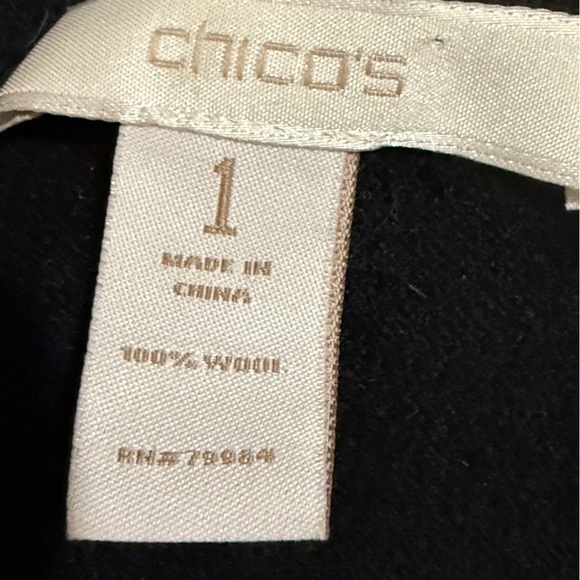 chico's
1
MADE IN
CHINA
100% WOOL
RN# 79984